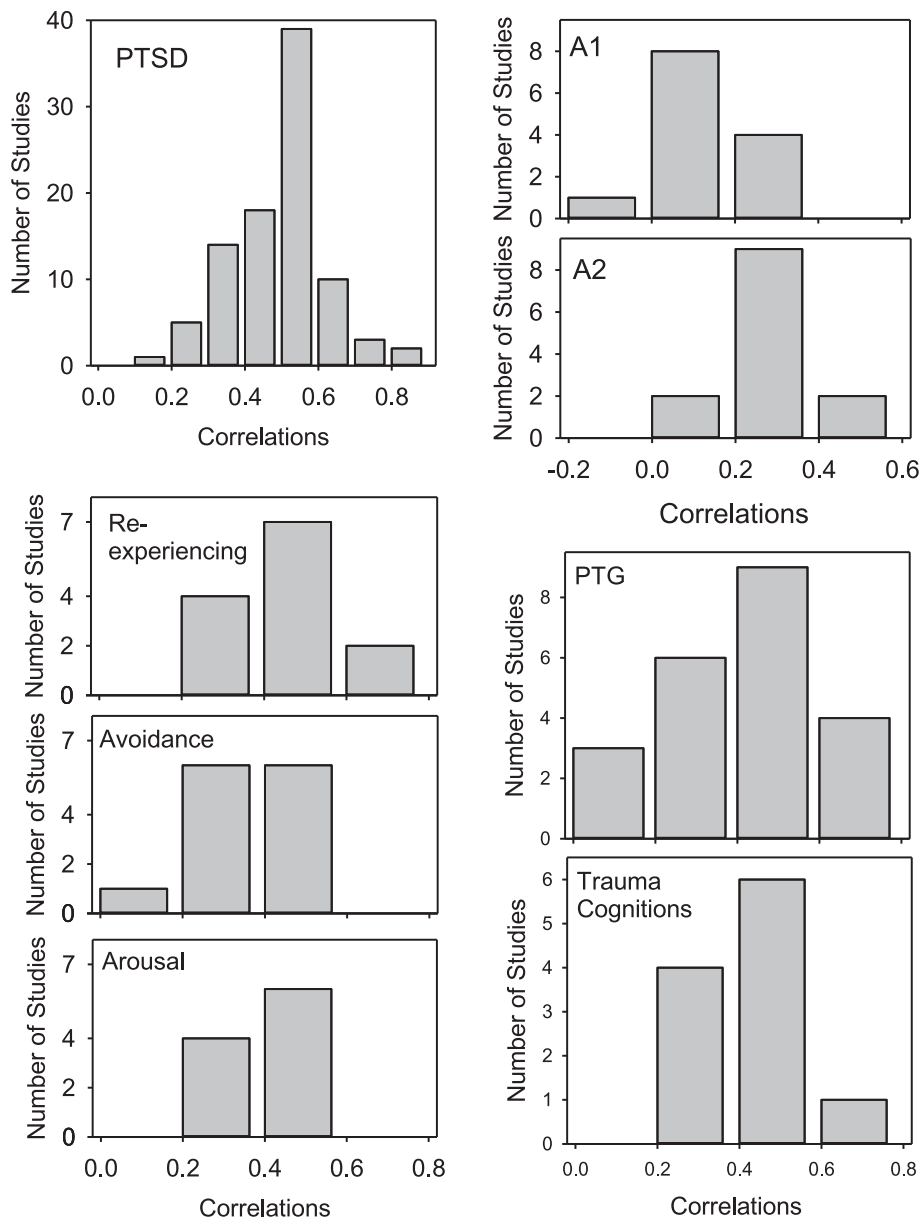 PTSD
Number of Studies
40
30
20
10
0
0.0 0.2 0.4 0.6 0.8
Correlations
A1
Number of Studies
8
6
4
2
0
A2
Number of Studies
8
6
4
2
0
-0.2 0.0 0.2 0.4 0.6
Correlations
Re-
experiencing
Number of Studies
7
4
2
0
Avoidance
Number of Studies
7
4
2
0
Arousal
Number of Studies
7
4
2
0
0.0 0.2 0.4 0.6 0.8
Correlations
PTG
Number of Studies
8
6
4
2
0
Trauma
Cognitions
Number of Studies
6
5
4
3
2
1
0
0.0 0.2 0.4 0.6 0.8
Correlations